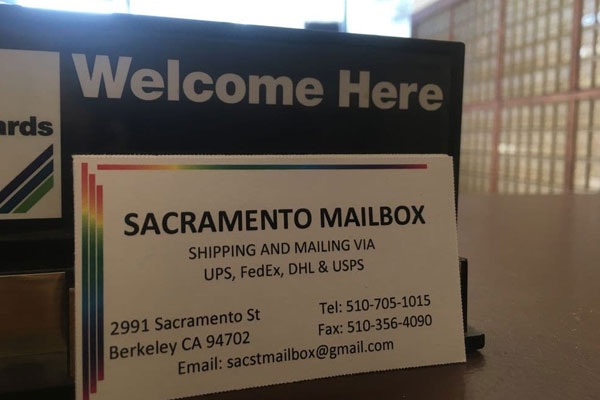 Welcome Here
ards
SACRAMENTO MAILBOX
SHIPPING AND MAILING VIA
UPS, FedEx, DHL & USPS
2991 Sacramento St
Berkeley CA 94702
Tel: 510-705-1015
Fax: 510-356-4090
Email: sacstmailbox@gmail.com